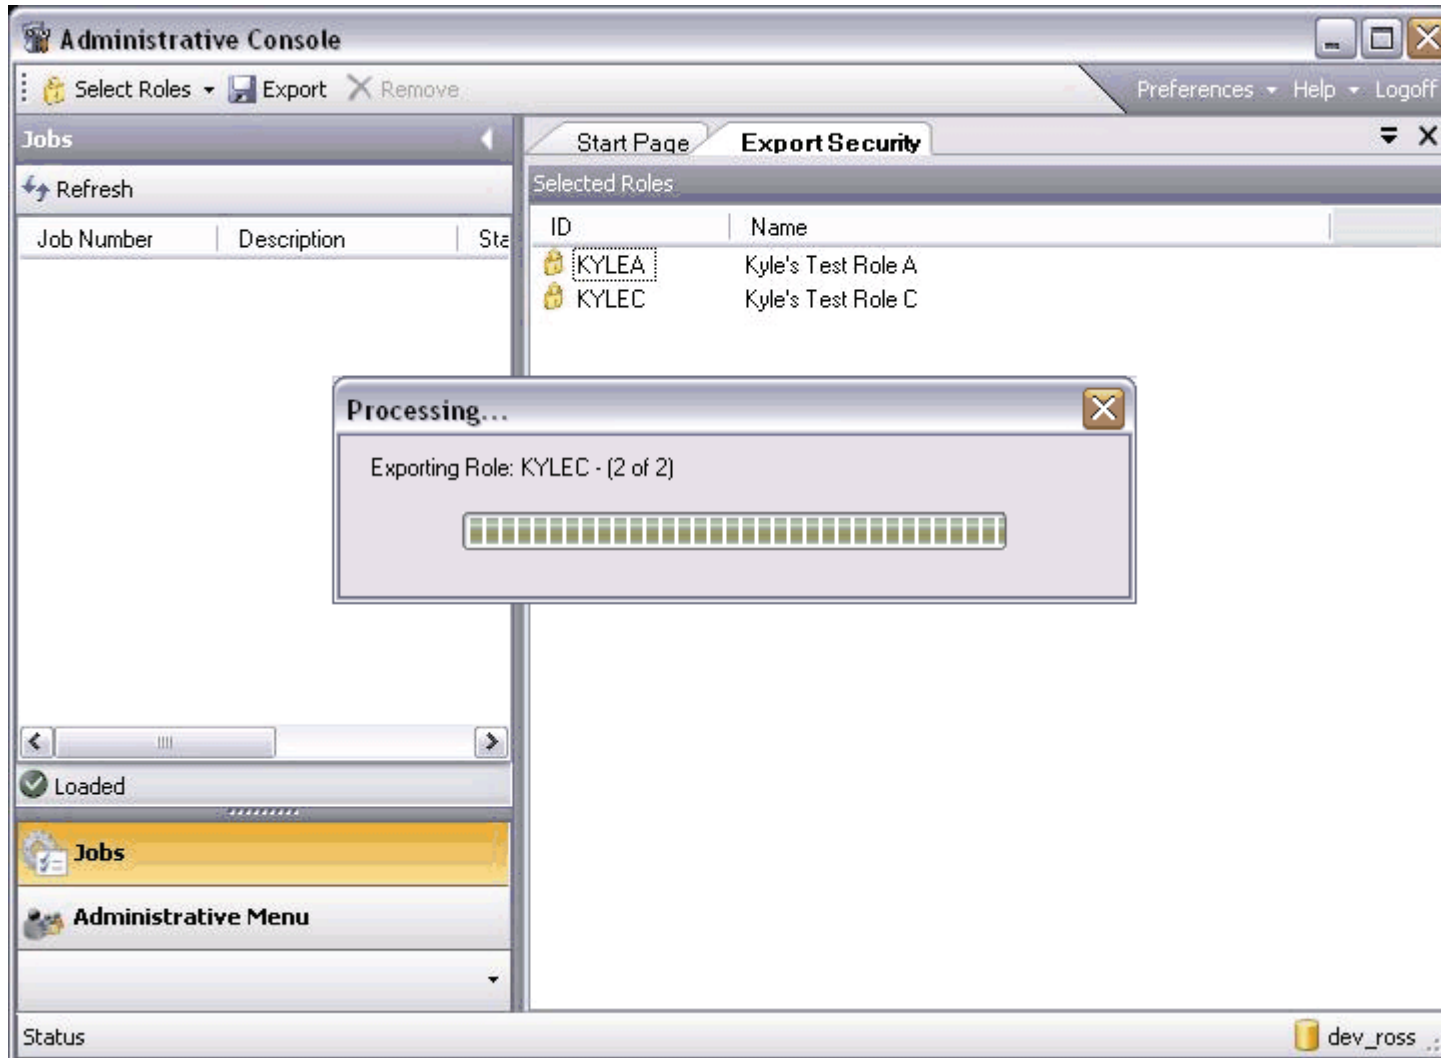 Administrative Console
Select Roles Export Remove Preferences Help Logoff
Jobs
Refresh
Job Number Description Sta
Loaded
Jobs
Administrative Menu
Start Page Export Security
Selected Roles
ID Name
KYLEA Kyle's Test Role A
KYLEC Kyle's Test Role C
Processing...
Exporting Role: KYLEC - (2 of 2)
Status dev_ross